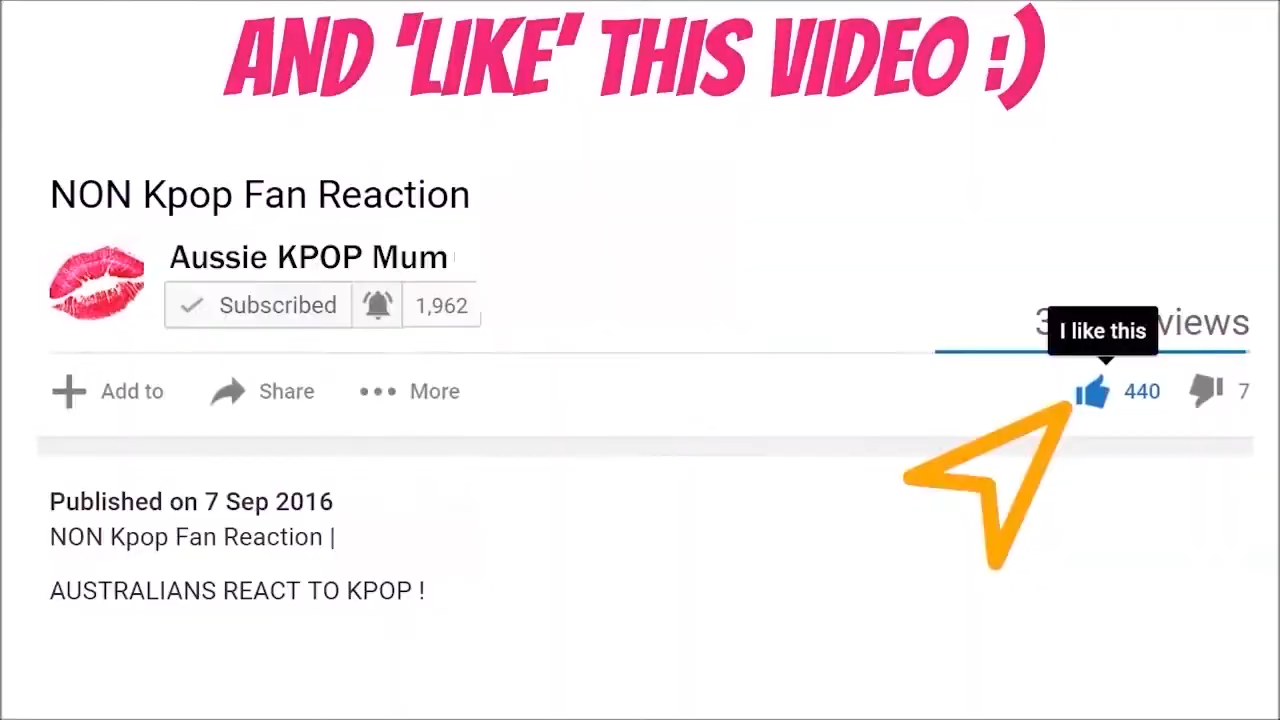 AND 'LIKE' THIS VIDEO :)
NON Kpop Fan Reaction
Aussie KPOP Mum
Subscribed 1,962
views
I like this
Add to Share More 440 7
Published on 7 Sep 2016
NON Kpop Fan Reaction |
AUSTRALIANS REACT TO KPOP !